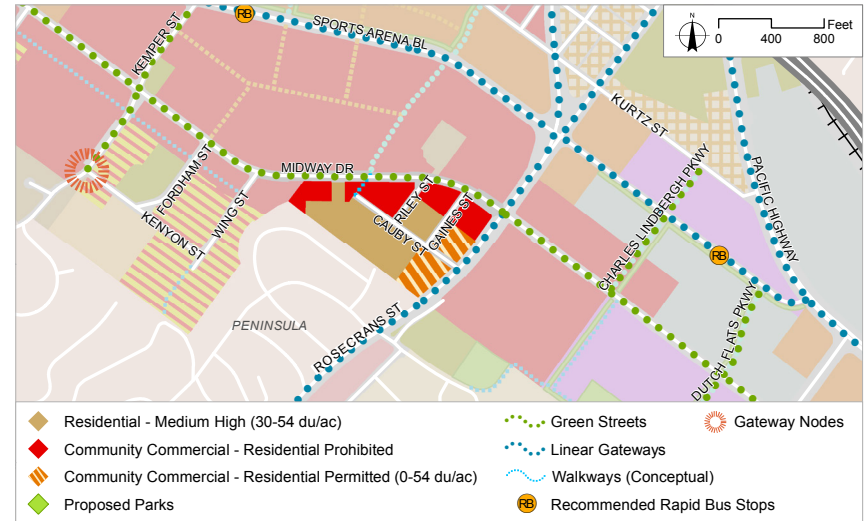 RB
SPORTS ARENA BL
KEMPER ST
N
0 400 800 Feet
KURTZ ST
MIDWAY DR
FORDHAM ST
WING ST
KENYON ST
RILEY ST
CAUBY ST
GAINES ST
CHARLES LINDBERGH PKWY
PACIFIC HIGHWAY
RB
PENINSULA
ROSECRANS ST
DUTCH FLATS PKWY
Residential - Medium High (30-54 du/ac)
Community Commercial - Residential Prohibited
Community Commercial - Residential Permitted (0-54 du/ac)
Proposed Parks
Green Streets
Linear Gateways
Walkways (Conceptual)
RB Recommended Rapid Bus Stops
Gateway Nodes